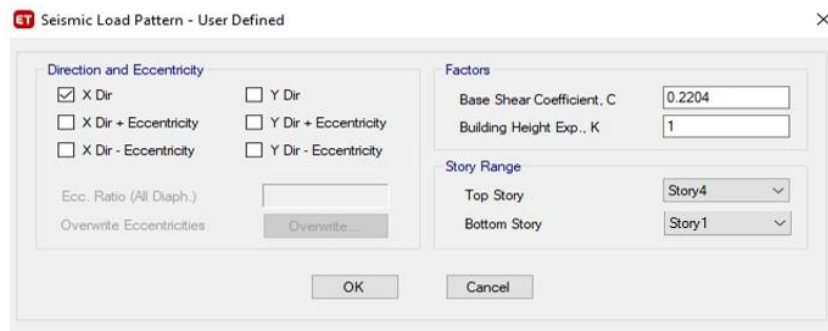 ET Seismic Load Pattern - User Defined
Direction and Eccentricity
X Dir
Y Dir
X Dir + Eccentricity
Y Dir + Eccentricity
X Dir - Eccentricity
Y Dir - Eccentricity
Ecc. Ratio (All Diaph.)
Overwrite Eccentricities
Overwrite...
Factors
Base Shear Coefficient, C
0.2204
Building Height Exp., K
1
Story Range
Top Story
Story4
Bottom Story
Story1
OK
Cancel